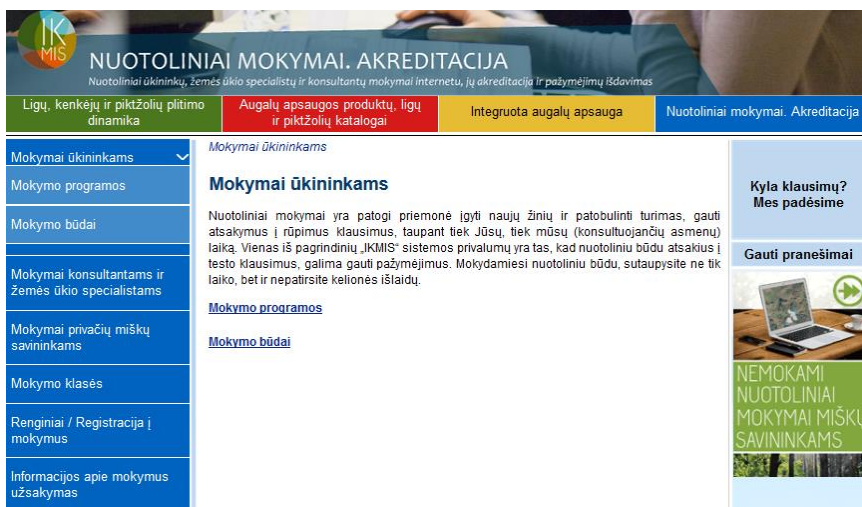 IK
MIS
NUOTOLINIAI MOKYMAI. AKREDITACIJA
Nuotoliniai ūkininkų, žemės ūkio specialistų ir konsultantų mokymai internetu, jų akreditacija ir pažymėjimų išdavimas
Ligų, kenkėjų ir piktžolių plitimo
dinamika
Augalų apsaugos produktų, ligų
ir piktžolių katalogai
Integruota augalų apsauga
Nuotoliniai mokymai. Akreditacija
Mokymai ūkininkams
Mokymo programos
Mokymo būdai
Mokymai konsultantams ir
žemės ūkio specialistams
Mokymai privačių miškų
savininkams
Mokymo klasės
Renginiai / Registracija į
mokymus
Informacijos apie mokymus
užsakymas
Mokymai ūkininkams
Mokymai ūkininkams
Nuotoliniai mokymai yra patogi priemonė įgyti naujų žinių ir patobulinti turimas, gauti
atsakymus į rūpimus klausimus, taupant tiek Jūsų, tiek mūsų (konsultuojančių asmenų)
laiką. Vienas iš pagrindinių „IKMIS“ sistemos privalumų yra tas, kad nuotoliniu būdu atsakius į
testo klausimus, galima gauti pažymėjimus. Mokydamiesi nuotoliniu būdu, sutaupysite ne tik
laiko, bet ir nepatirsite kelionės išlaidų.
Mokymo programos
Mokymo būdai
Kyla klausimų?
Mes padėsime
Gauti pranešimai
NEMOKAMI
NUOTOLINIAI
MOKYMAI MIŠKŲ
SAVININKAMS